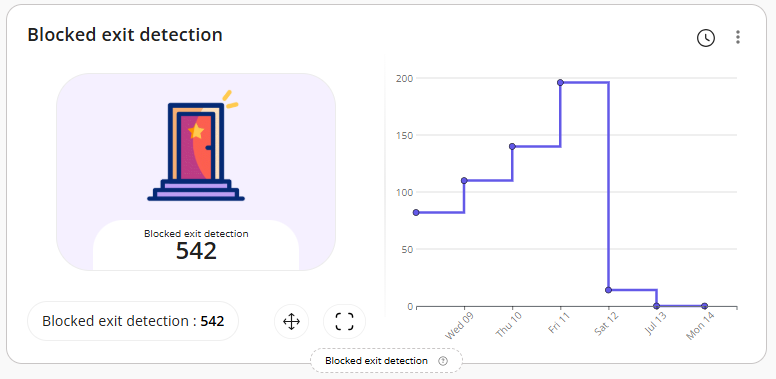 Blocked exit detection
Blocked exit detection
542
Blocked exit detection : 542
200
150
100
50
0
Wed 09
Thu 10
Fri 11
Sat 12
Jul 13
Mon 14
Blocked exit detection ?